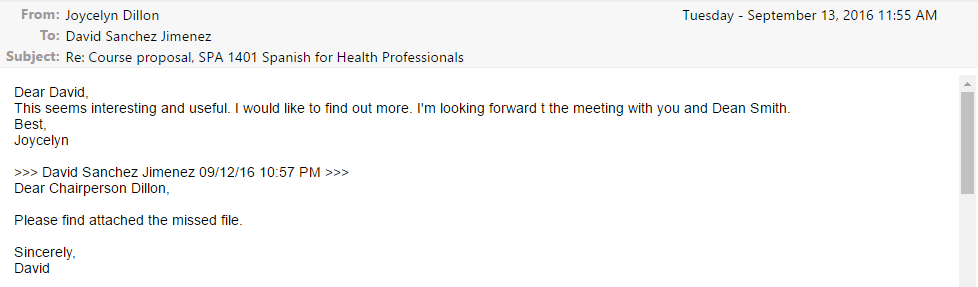 From: Joycelyn Dillon Tuesday - September 13, 2016 11:55 AM
To: David Sanchez Jimenez
Subject: Re: Course proposal, SPA 1401 Spanish for Health Professionals
Dear David,
This seems interesting and useful. I would like to find out more. I'm looking forward t the meeting with you and Dean Smith.
Best,
Joycelyn
>>> David Sanchez Jimenez 09/12/16 10:57 PM >>>
Dear Chairperson Dillon,
Please find attached the missed file.
Sincerely,
David